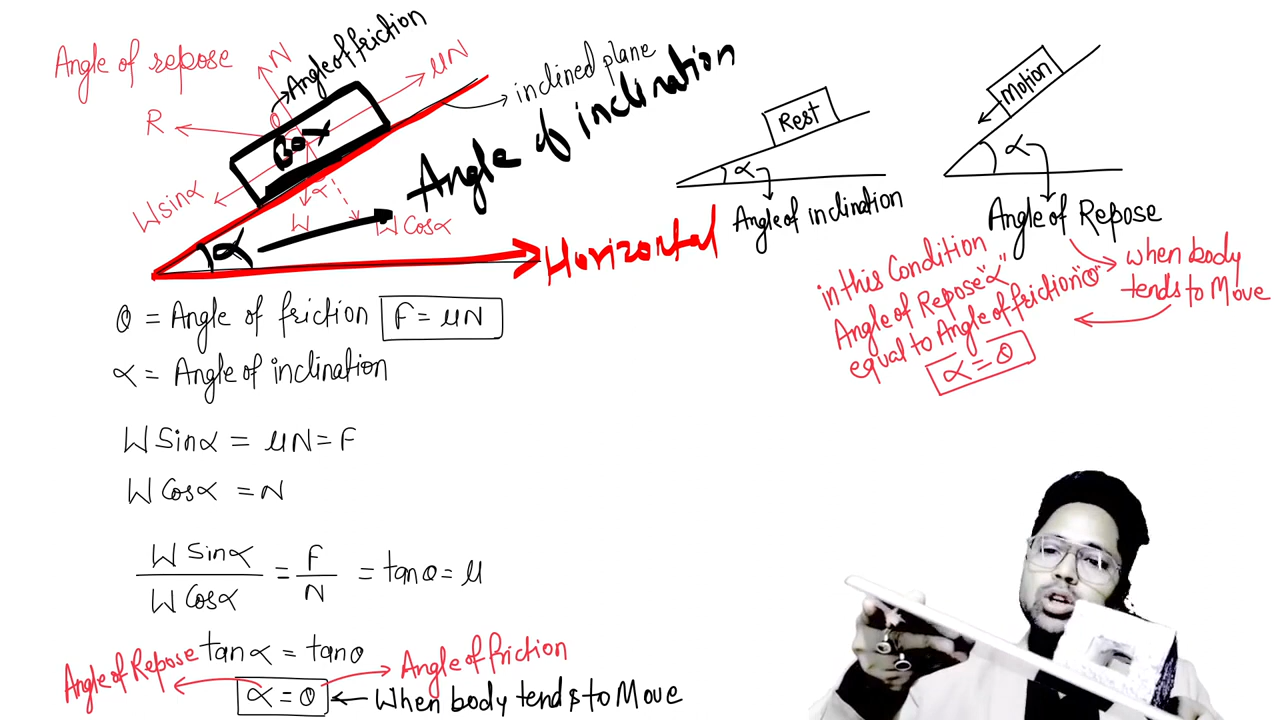 Angle of repose
N
Angle of friction
μN
inclined plane
R
θ
Box
Angle of inclination
W sinα
α
W
W Cosα
α
Horizontal
Rest
α
Angle of inclination
Motion
α
Angle of Repose
in this Condition
Angle of Repose "α"
equal to Angle of friction "θ"
α = θ
when body
tends to Move
θ = Angle of friction F = μN
α = Angle of inclination
W Sinα = μN = F
W Cosα = N
W Sinα / W Cosα = F / N = tanθ = μ
Angle of Repose tanα = tanθ Angle of friction
α = θ ← When body tends to Move